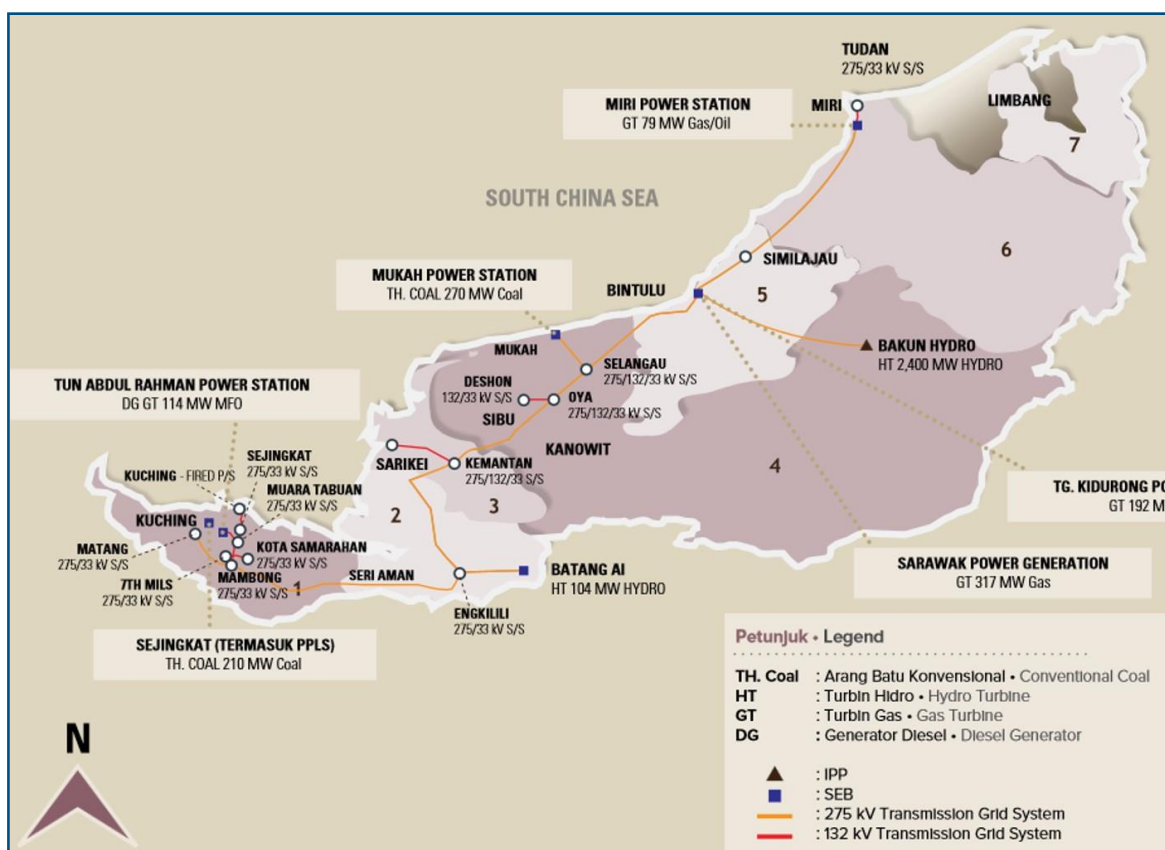 TUDAN
275/33 kV S/S
MIRI POWER STATION
GT 79 MW Gas/Oil
MIRI
LIMBANG
7
SOUTH CHINA SEA
6
SIMILAJAU
MUKAH POWER STATION
TH. COAL 270 MW Coal
BINTULU
5
MUKAH
BAKUN HYDRO
HT 2,400 MW HYDRO
SELANGAU
275/132/33 kV S/S
TUN ABDUL RAHMAN POWER STATION
DG GT 114 MW MFO
DESHON
132/33 kV S/S
OYA
275/132/33 kV S/S
SIBU
KANOWIT
4
SEJINGKAT
275/33 kV S/S
SARIKEI
KEMANTAN
275/132/33 S/S
KUCHING - FIRED P/S
MUARA TABUAN
275/33 kV S/S
TG. KIDURONG PO
GT 192 M
2
3
KUCHING
MATANG
275/33 kV S/S
KOTA SAMARAHAN
275/33 kV S/S
SARAWAK POWER GENERATION
GT 317 MW Gas
7TH MILS
275/33 kV S/S
MAMBONG
275/33 kV S/S
1
SERI AMAN
BATANG AI
HT 104 MW HYDRO
ENGKILILI
275/33 kV S/S
SEJINGKAT (TERMASUK PPLS)
TH. COAL 210 MW Coal
Petunjuk • Legend
TH. Coal : Arang Batu Konvensional • Conventional Coal
HT : Turbin Hidro • Hydro Turbine
GT : Turbin Gas • Gas Turbine
DG : Generator Diesel • Diesel Generator
: IPP
: SEB
: 275 kV Transmission Grid System
: 132 kV Transmission Grid System
N